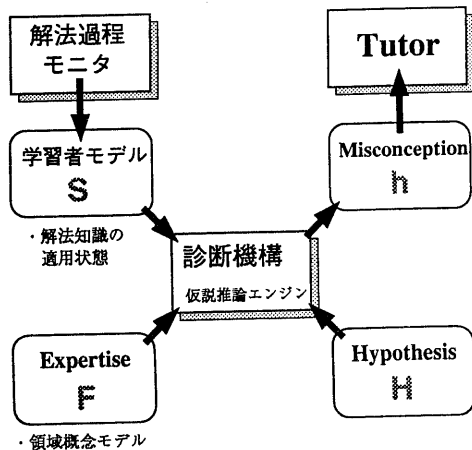 解法過程
モニタ
Tutor
学習者モデル
S
Misconception
h
・解法知識の
適用状態
診断機構
仮説推論エンジン
Expertise
F
Hypothesis
H
・領域概念モデル